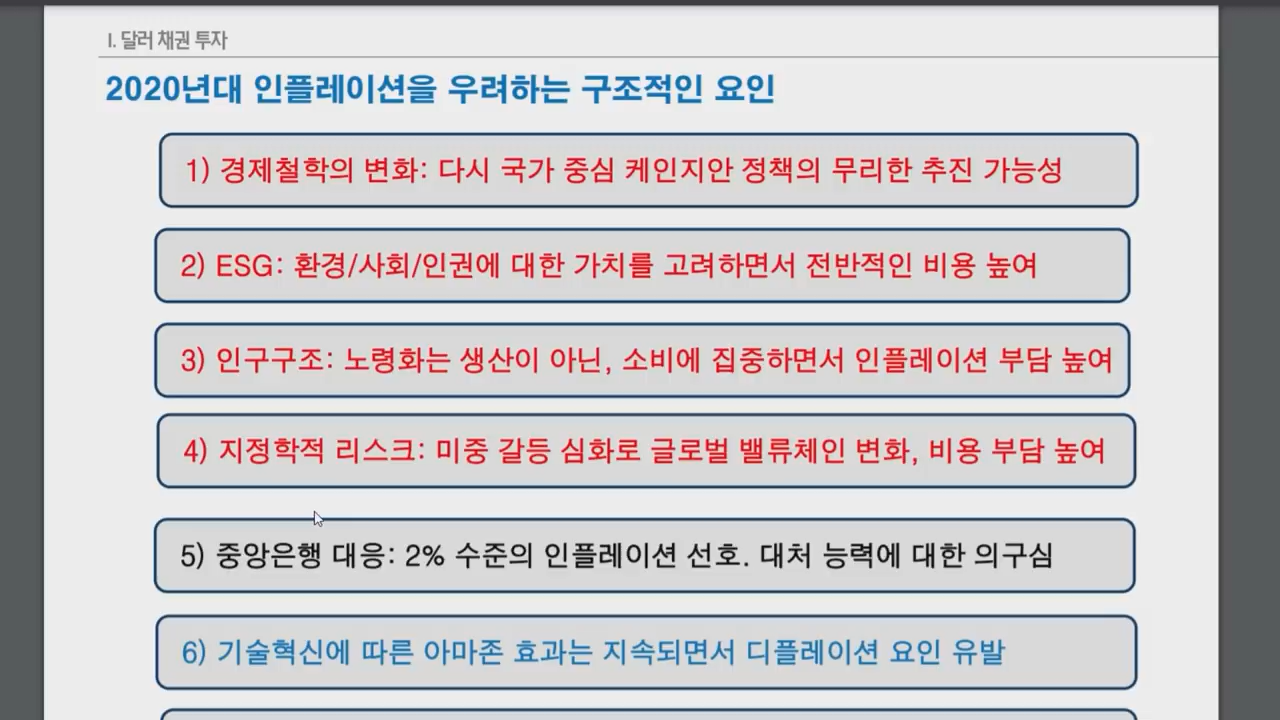 I. 달러 채권 투자
2020년대 인플레이션을 우려하는 구조적인 요인
1) 경제철학의 변화: 다시 국가 중심 케인지안 정책의 무리한 추진 가능성
2) ESG: 환경/사회/인권에 대한 가치를 고려하면서 전반적인 비용 높여
3) 인구구조: 노령화는 생산이 아닌, 소비에 집중하면서 인플레이션 부담 높여
4) 지정학적 리스크: 미중 갈등 심화로 글로벌 밸류체인 변화, 비용 부담 높여
5) 중앙은행 대응: 2% 수준의 인플레이션 선호. 대처 능력에 대한 의구심
6) 기술혁신에 따른 아마존 효과는 지속되면서 디플레이션 요인 유발